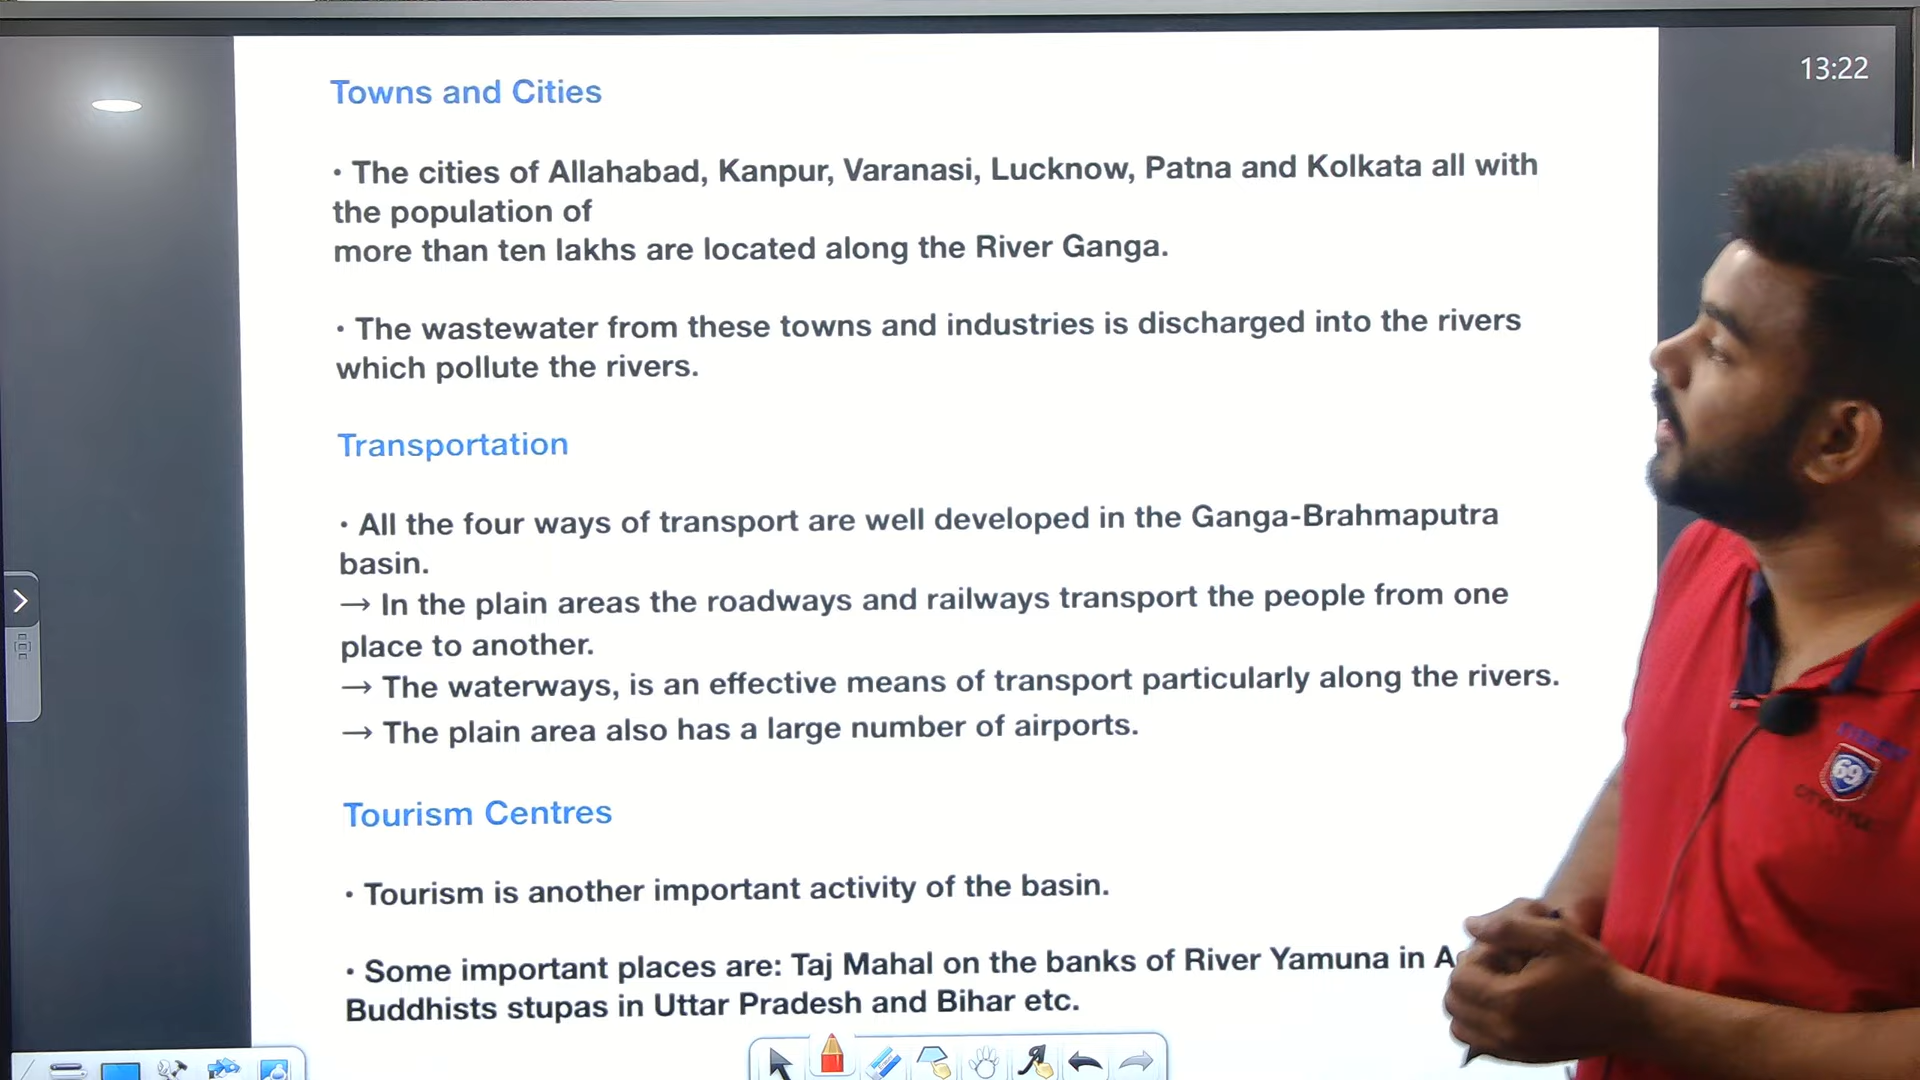 13:22
Towns and Cities
• The cities of Allahabad, Kanpur, Varanasi, Lucknow, Patna and Kolkata all with
the population of
more than ten lakhs are located along the River Ganga.
• The wastewater from these towns and industries is discharged into the rivers
which pollute the rivers.
Transportation
• All the four ways of transport are well developed in the Ganga-Brahmaputra
basin.
→ In the plain areas the roadways and railways transport the people from one
place to another.
→ The waterways, is an effective means of transport particularly along the rivers.
→ The plain area also has a large number of airports.
Tourism Centres
• Tourism is another important activity of the basin.
• Some important places are: Taj Mahal on the banks of River Yamuna in
Buddhists stupas in Uttar Pradesh and Bihar etc.
69